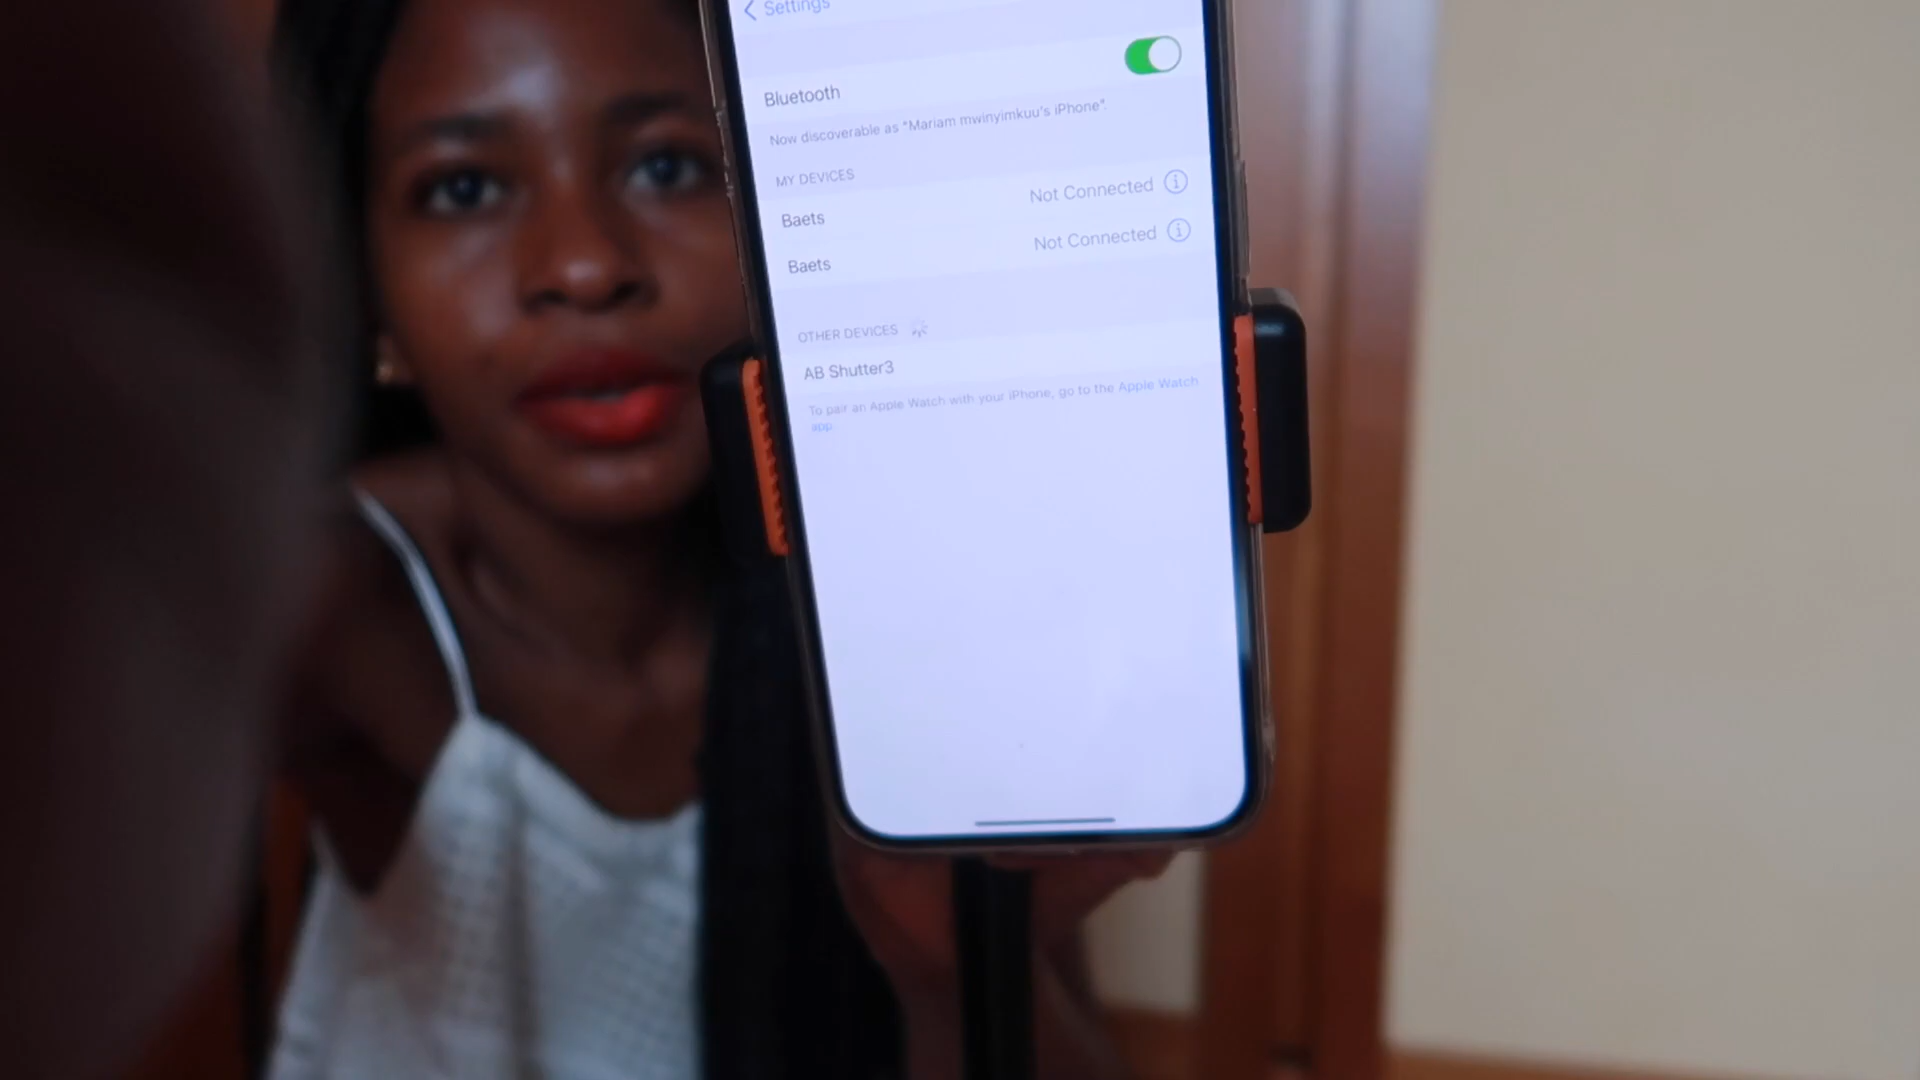 Settings
Bluetooth
Now discoverable as “Mariam mwinyimkuu’s iPhone”.
MY DEVICES
Baets Not Connected
Baets Not Connected
OTHER DEVICES
AB Shutter3
To pair an Apple Watch with your iPhone, go to the Apple Watch
app.